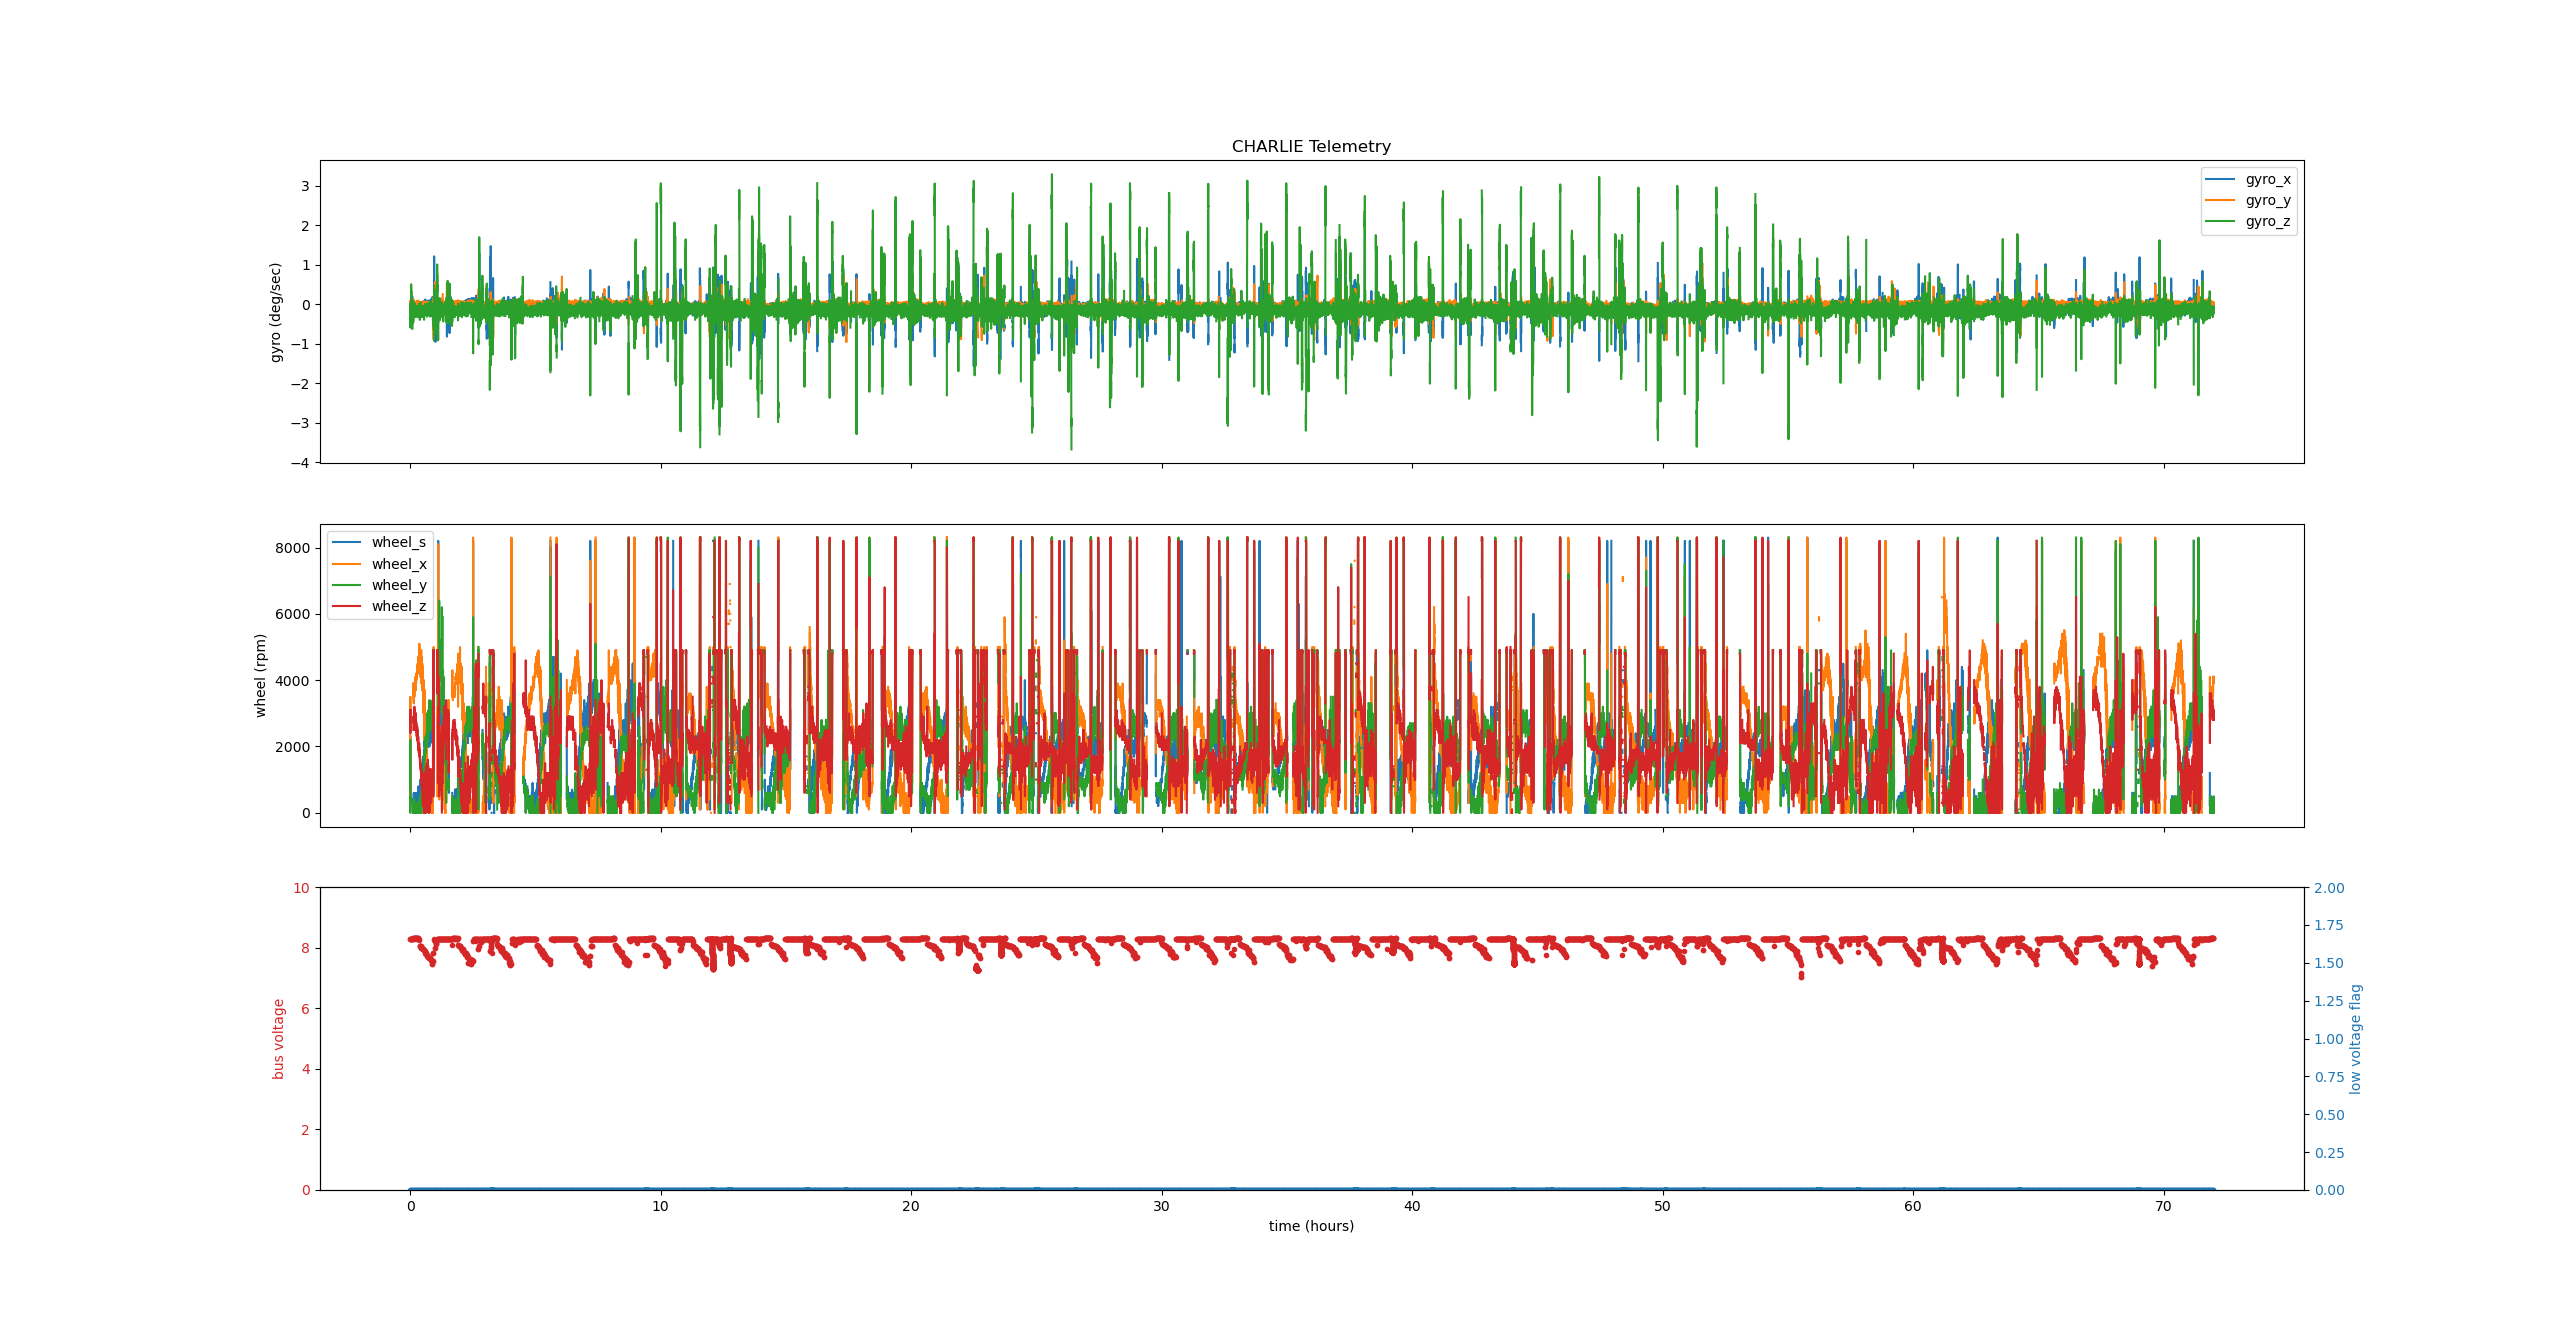 CHARLIE Telemetry
gyro (deg/sec)
3
2
1
0
−1
−2
−3
−4
gyro_x
gyro_y
gyro_z
wheel (rpm)
8000
6000
4000
2000
0
wheel_s
wheel_x
wheel_y
wheel_z
bus voltage
10
8
6
4
2
0
low voltage flag
2.00
1.75
1.50
1.25
1.00
0.75
0.50
0.25
0.00
0 10 20 30 40 50 60 70
time (hours)